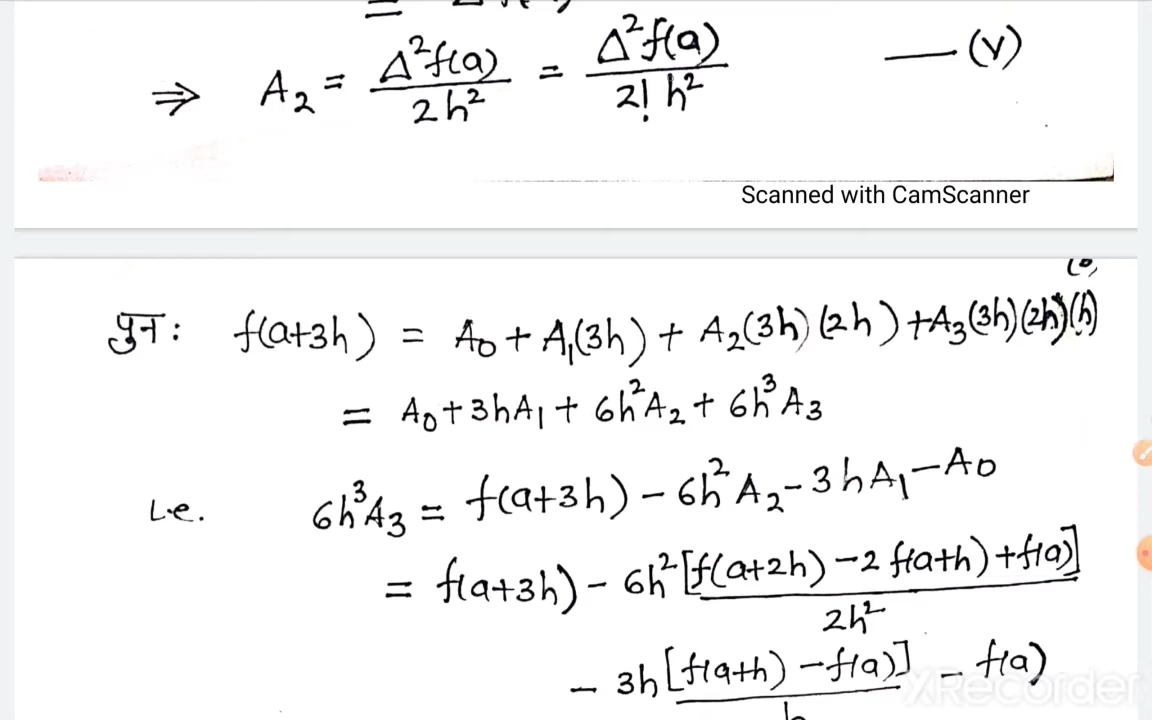 ⇒ A₂ = Δ²f(a) / 2h² = Δ²f(a) / 2! h² — (v)
Scanned with CamScanner
पुनः f(a+3h) = A₀ + A₁(3h) + A₂(3h)(2h) + A₃(3h)(2h)(h)
= A₀ + 3hA₁ + 6h²A₂ + 6h³A₃
i.e. 6h³A₃ = f(a+3h) - 6h²A₂ - 3hA₁ - A₀
= f(a+3h) - 6h² [f(a+2h) - 2f(a+h) + f(a)] / 2h²
- 3h [f(a+h) - f(a)] / h - f(a)
XRecorder